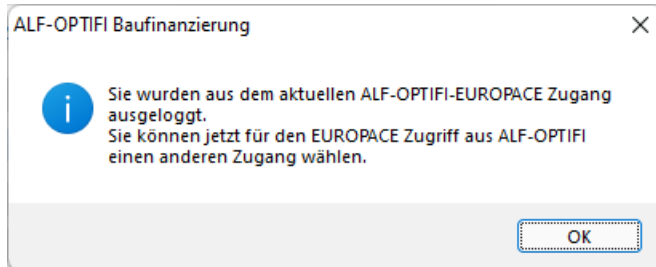 ALF-OPTIFI Baufinanzierung
Sie wurden aus dem aktuellen ALF-OPTIFI-EUROPACE Zugang
ausgeloggt.
Sie können jetzt für den EUROPACE Zugriff aus ALF-OPTIFI
einen anderen Zugang wählen.
OK